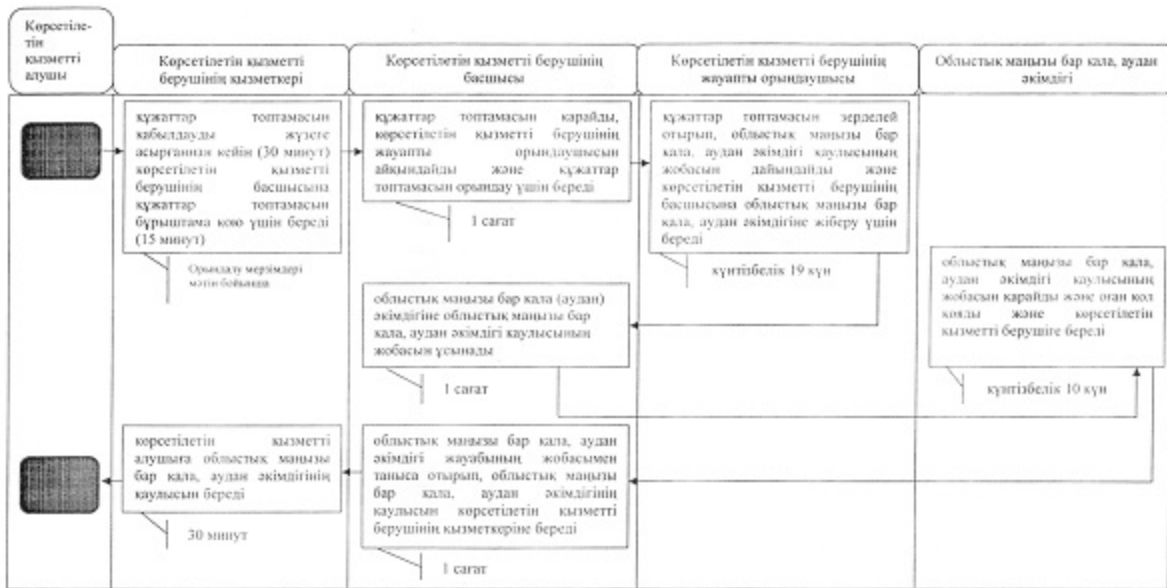 Көрсетіле-
тін
қызметті
алушы
Көрсетілетін қызметті
берушінің қызметкері
Көрсетілетін қызметті берушінің
басшысы
Көрсетілетін қызметті берушінің
жауапты орындаушысы
Облыстық маңызы бар қала, аудан
әкімдігі
құжаттар топтамасын
қабылдауды жүзеге
асырғаннан кейін (30 минут)
көрсетілетін қызметті
берушінің басшысына
құжаттар топтамасын
бұрыштама қою үшін береді
(15 минут)
Орындалу мерзімдері
мәтін бойынша
құжаттар топтамасын қарайды,
көрсетілетін қызметті берушінің
жауапты орындаушысын
айқындайды және құжаттар
топтамасын орындау үшін береді
1 сағат
құжаттар топтамасын зерделей
отырып, облыстық маңызы бар
қала, аудан әкімдігі қаулысының
жобасын дайындайды және
көрсетілетін қызметті берушінің
басшысына облыстық маңызы бар
қала, аудан әкімдігіне жіберу үшін
береді
күнтізбелік 19 күн
облыстық маңызы бар қала,
аудан әкімдігі қаулысының
жобасын қарайды және оған қол
қояды және көрсетілетін
қызметті берушіге береді
күнтізбелік 10 күн
облыстық маңызы бар қала (аудан)
әкімдігіне облыстық маңызы бар
қала, аудан әкімдігі қаулысының
жобасын ұсынады
1 сағат
көрсетілетін қызметті
алушыға облыстық маңызы
бар қала, аудан әкімдігінің
қаулысын береді
30 минут
облыстық маңызы бар қала, аудан
әкімдігі жауабының жобасымен
таныса отырып, облыстық маңызы
бар қала, аудан әкімдігінің
қаулысын көрсетілетін қызметті
берушінің қызметкеріне береді
1 сағат